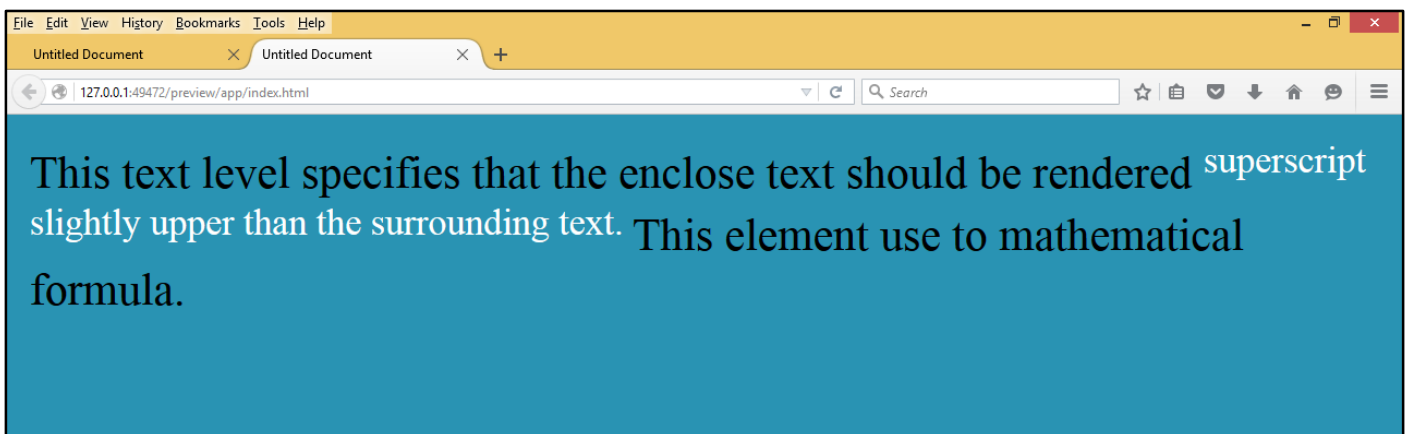 File Edit View History Bookmarks Tools Help
Untitled Document Untitled Document
127.0.0.1:49472/preview/app/index.html Search
This text level specifies that the enclose text should be rendered superscript
slightly upper than the surrounding text. This element use to mathematical
formula.